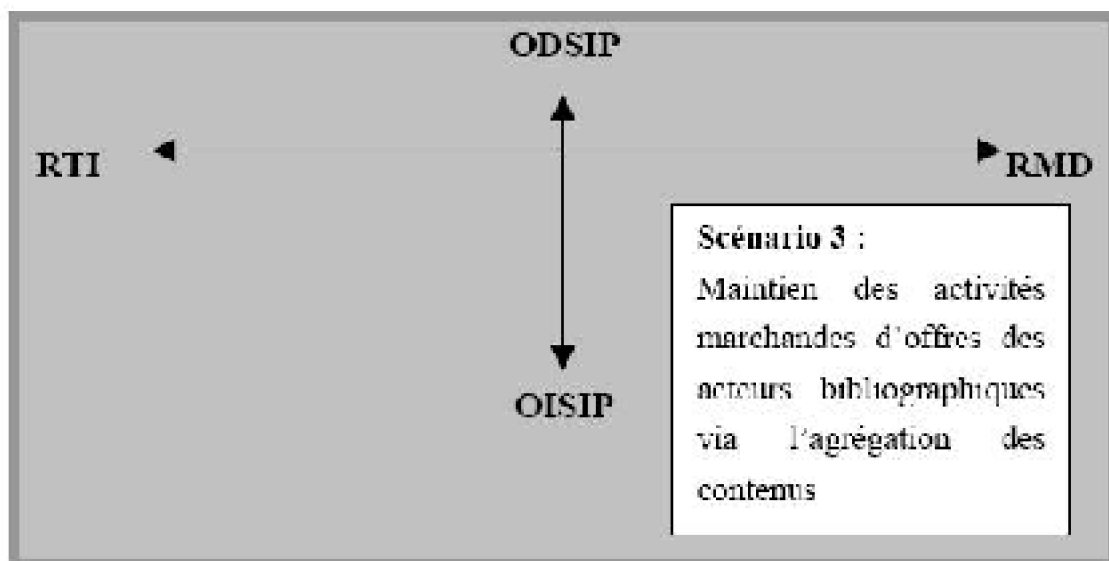 ODSIP
RTI
RMD
Scénario 3 :
Maintien des activités
marchandes d'offres des
acteurs bibliographiques
via l'agrégation des
contenus
OISIP